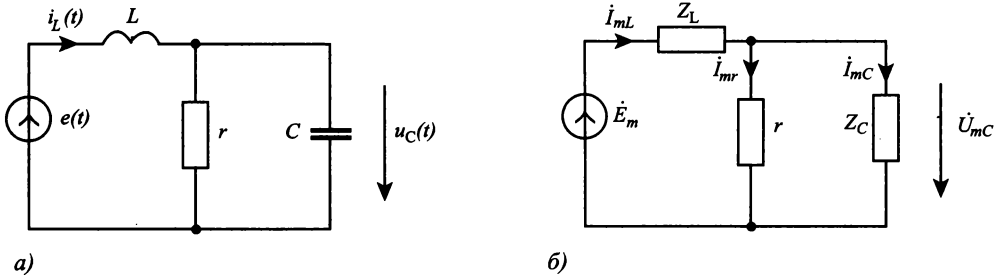 i_L(t) L
e(t) r C u_C(t)
а)
İ_mL Z_L
İ_mr İ_mC
Ė_m r Z_C U̇_mC
б)